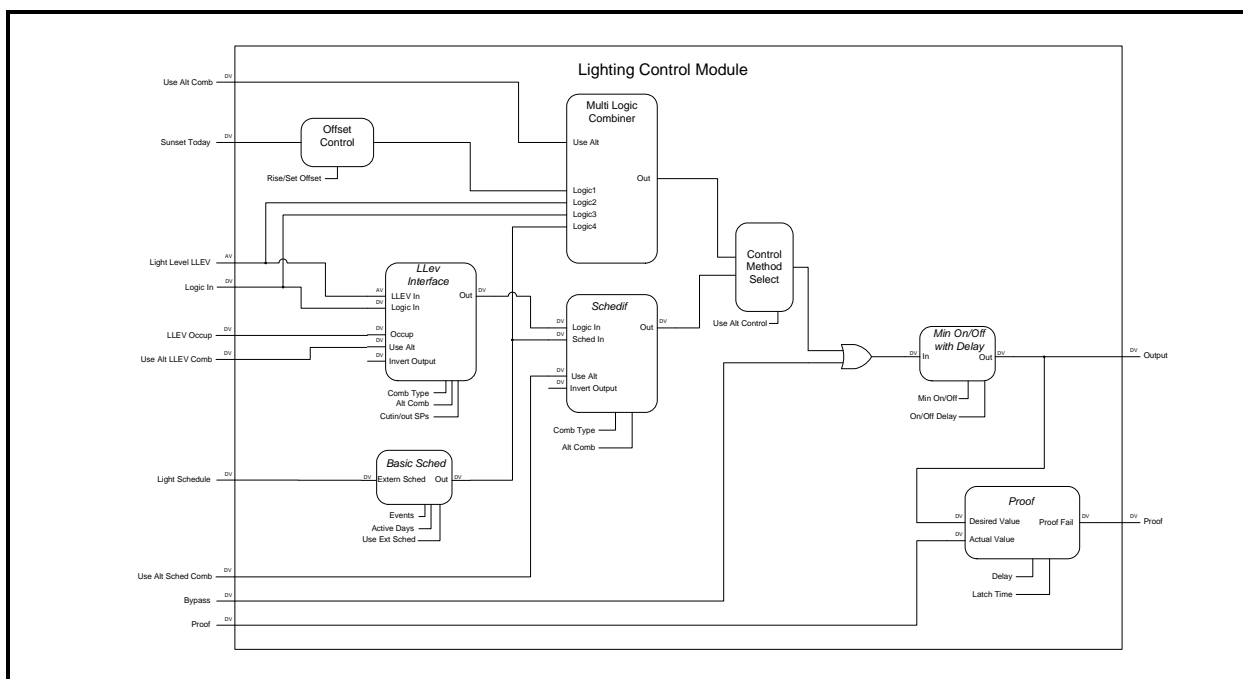 Lighting Control Module
DV
Use Alt Comb
Multi Logic
Combiner
Use Alt
Out
Logic1
Logic2
Logic3
Logic4
DV
Sunset Today
Offset
Control
Rise/Set Offset
AV
Light Level LLEV
DV
Logic In
DV
LLEV Occup
DV
Use Alt LLEV Comb
LLev
Interface
AV
LLEV In
Out
DV
DV
Logic In
DV
Occup
DV
Use Alt
DV
Invert Output
Comb Type
Alt Comb
Cutin/out SPs
Schedif
DV
Logic In
Out
DV
DV
Sched In
DV
Use Alt
DV
Invert Output
Comb Type
Alt Comb
Control
Method
Select
Use Alt Control
Min On/Off
with Delay
DV
In
Out
DV
Min On/Off
On/Off Delay
DV
Output
DV
Light Schedule
Basic Sched
DV
Extern Sched
Out
DV
Events
Active Days
Use Ext Sched
Proof
DV
Desired Value
Proof Fail
DV
DV
Actual Value
Delay
Latch Time
DV
Proof
DV
Use Alt Sched Comb
DV
Bypass
DV
Proof